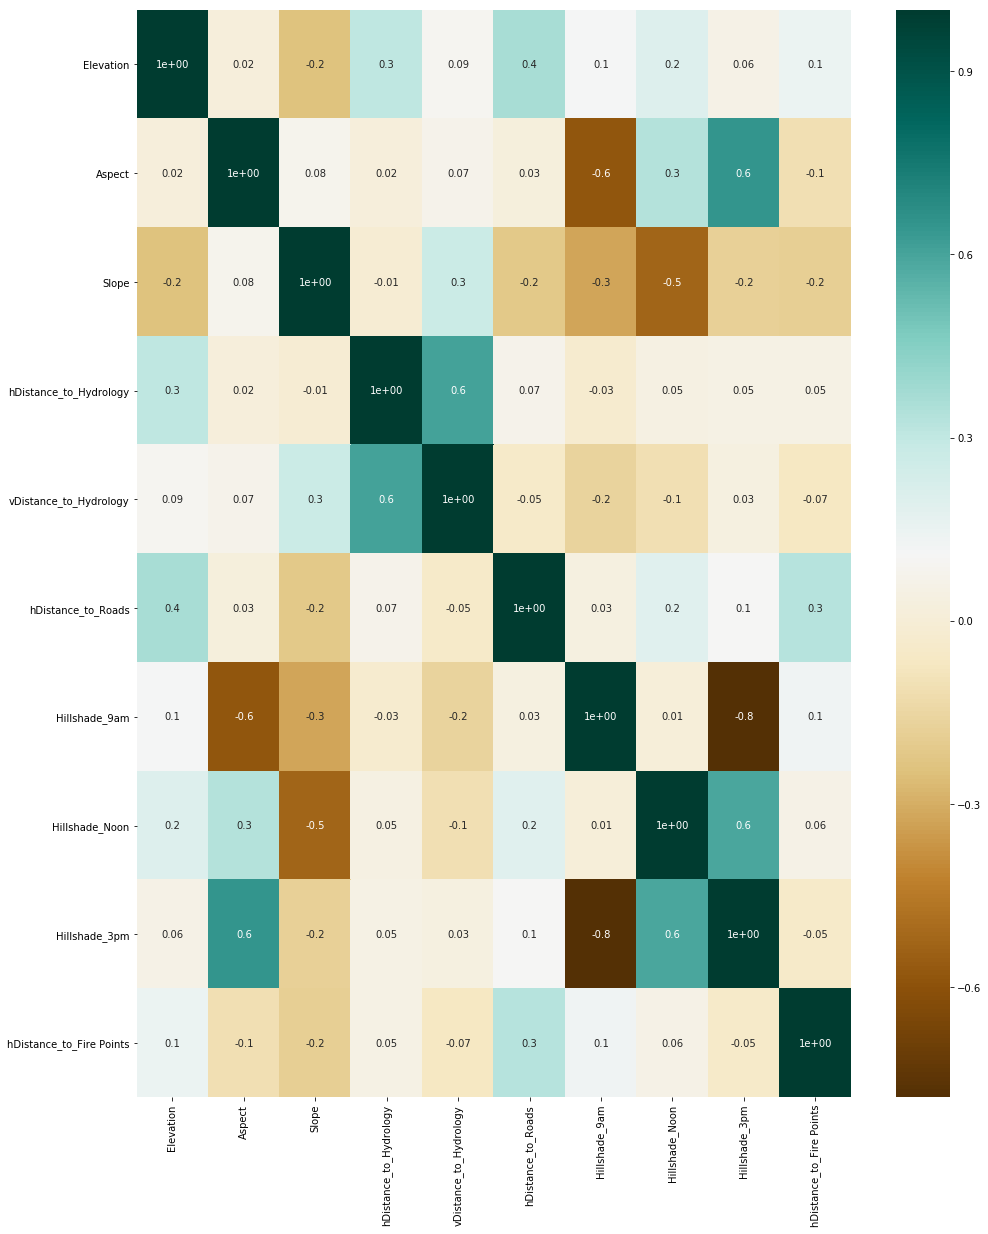 Elevation 1e+00 0.02 -0.2 0.3 0.09 0.4 0.1 0.2 0.06 0.1
Aspect 0.02 1e+00 0.08 0.02 0.07 0.03 -0.6 0.3 0.6 -0.1
Slope -0.2 0.08 1e+00 -0.01 0.3 -0.2 -0.3 -0.5 -0.2 -0.2
hDistance_to_Hydrology 0.3 0.02 -0.01 1e+00 0.6 0.07 -0.03 0.05 0.05 0.05
vDistance_to_Hydrology 0.09 0.07 0.3 0.6 1e+00 -0.05 -0.2 -0.1 0.03 -0.07
hDistance_to_Roads 0.4 0.03 -0.2 0.07 -0.05 1e+00 0.03 0.2 0.1 0.3
Hillshade_9am 0.1 -0.6 -0.3 -0.03 -0.2 0.03 1e+00 0.01 -0.8 0.1
Hillshade_Noon 0.2 0.3 -0.5 0.05 -0.1 0.2 0.01 1e+00 0.6 0.06
Hillshade_3pm 0.06 0.6 -0.2 0.05 0.03 0.1 -0.8 0.6 1e+00 -0.05
hDistance_to_Fire Points 0.1 -0.1 -0.2 0.05 -0.07 0.3 0.1 0.06 -0.05 1e+00
Elevation
Aspect
Slope
hDistance_to_Hydrology
vDistance_to_Hydrology
hDistance_to_Roads
Hillshade_9am
Hillshade_Noon
Hillshade_3pm
hDistance_to_Fire Points
0.9
0.6
0.3
0.0
−0.3
−0.6